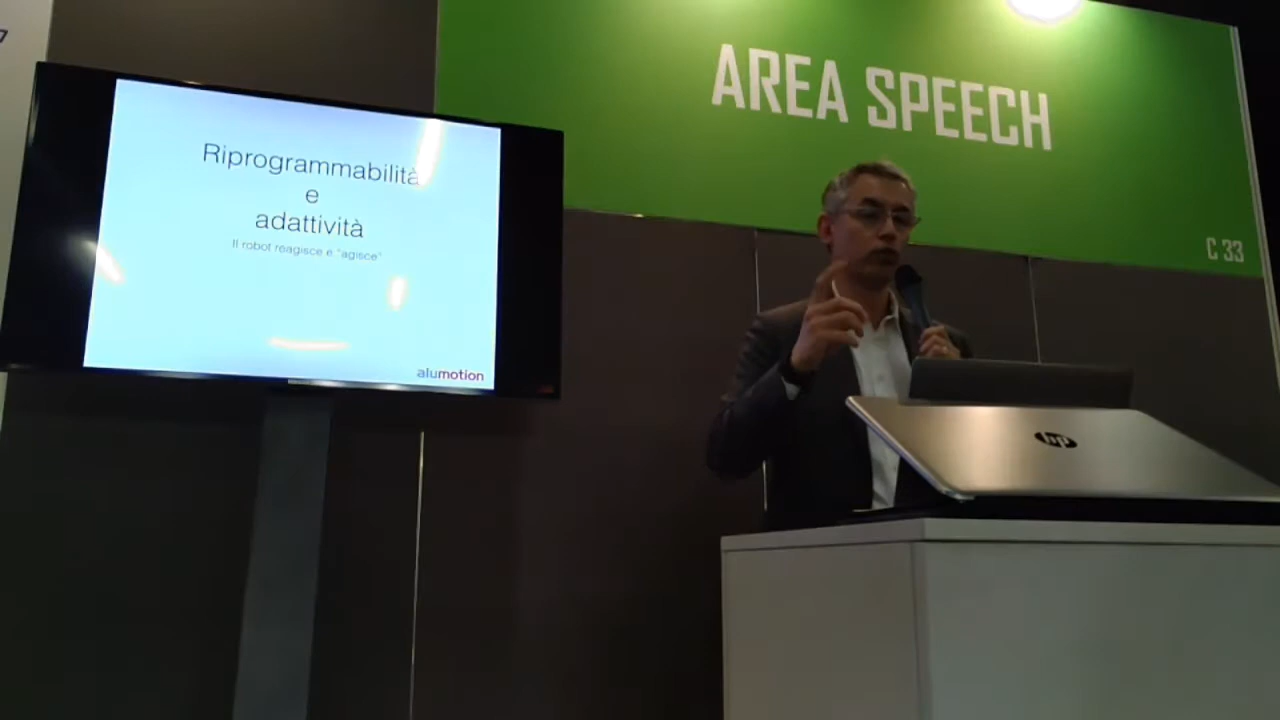 AREA SPEECH
C 33
Riprogrammabilità
e
adattività
Il robot reagisce e "agisce"
alumotion
hp